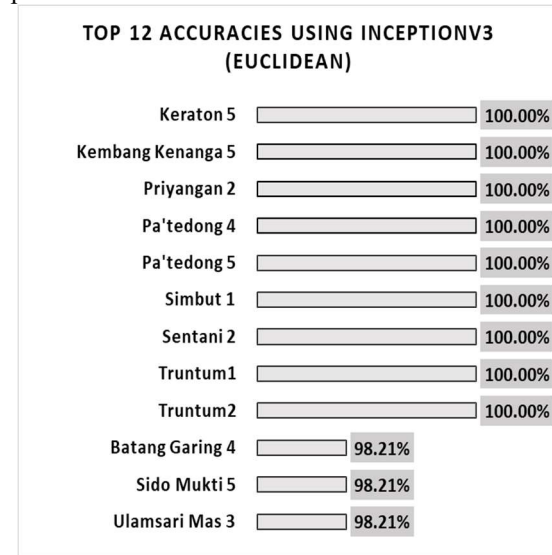 TOP 12 ACCURACIES USING INCEPTIONV3
(EUCLIDEAN)
Keraton 5 100.00%
Kembang Kenanga 5 100.00%
Priyangan 2 100.00%
Pa'tedong 4 100.00%
Pa'tedong 5 100.00%
Simbut 1 100.00%
Sentani 2 100.00%
Truntum1 100.00%
Truntum2 100.00%
Batang Garing 4 98.21%
Sido Mukti 5 98.21%
Ulamsari Mas 3 98.21%